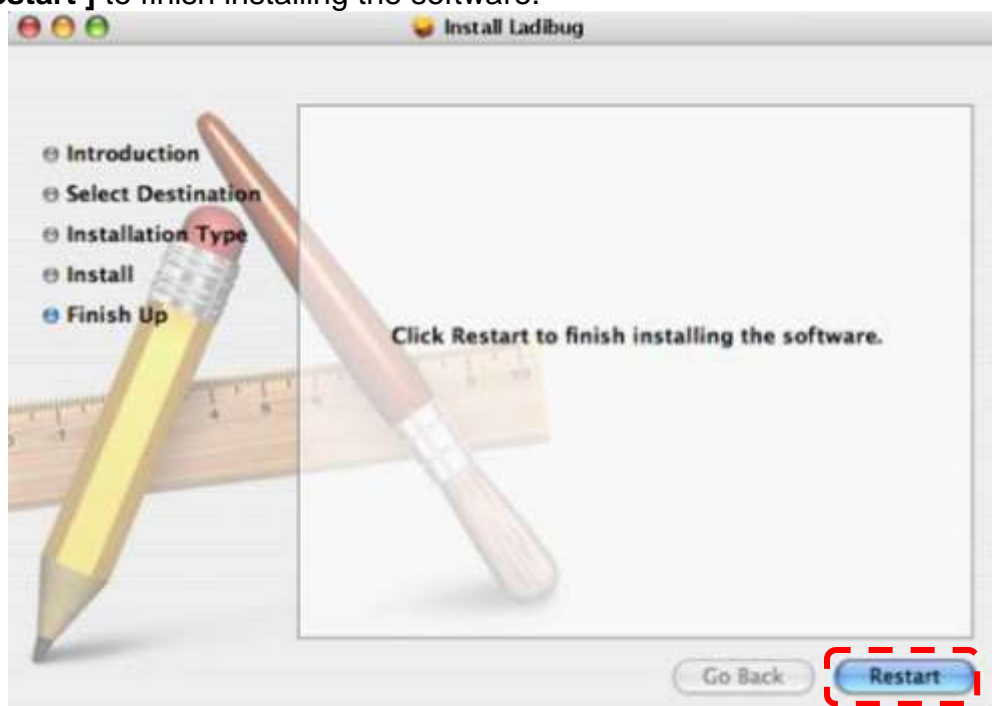 start ] to finish installing the software.
Install Ladibug
Introduction
Select Destination
Installation Type
Install
Finish Up
Click Restart to finish installing the software.
Go Back
Restart